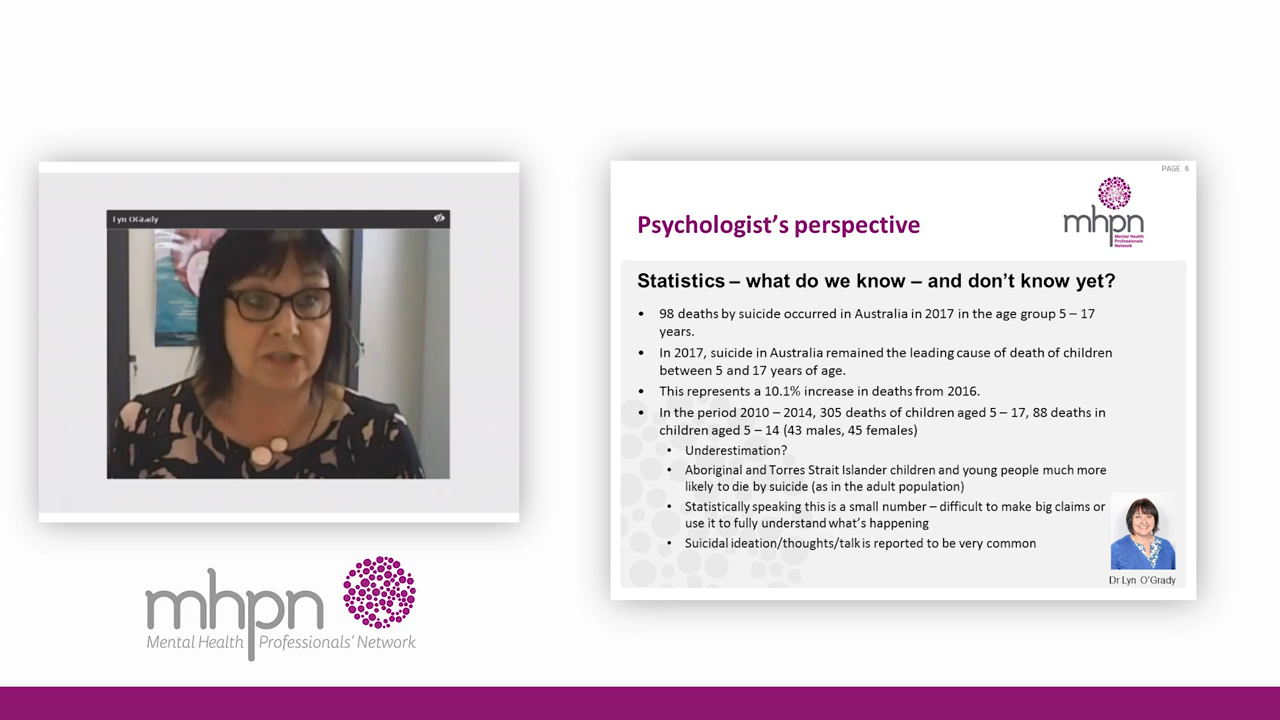 Lyn OGrady
mhpn
Mental Health Professionals' Network
PAGE 6
mhpn
Mental Health
Professionals
Network
Psychologist's perspective
Statistics – what do we know – and don't know yet?
• 98 deaths by suicide occurred in Australia in 2017 in the age group 5 – 17
years.
• In 2017, suicide in Australia remained the leading cause of death of children
between 5 and 17 years of age.
• This represents a 10.1% increase in deaths from 2016.
• In the period 2010 – 2014, 305 deaths of children aged 5 – 17, 88 deaths in
children aged 5 – 14 (43 males, 45 females)
• Underestimation?
• Aboriginal and Torres Strait Islander children and young people much more
likely to die by suicide (as in the adult population)
• Statistically speaking this is a small number – difficult to make big claims or
use it to fully understand what's happening
• Suicidal ideation/thoughts/talk is reported to be very common
Dr Lyn O'Grady